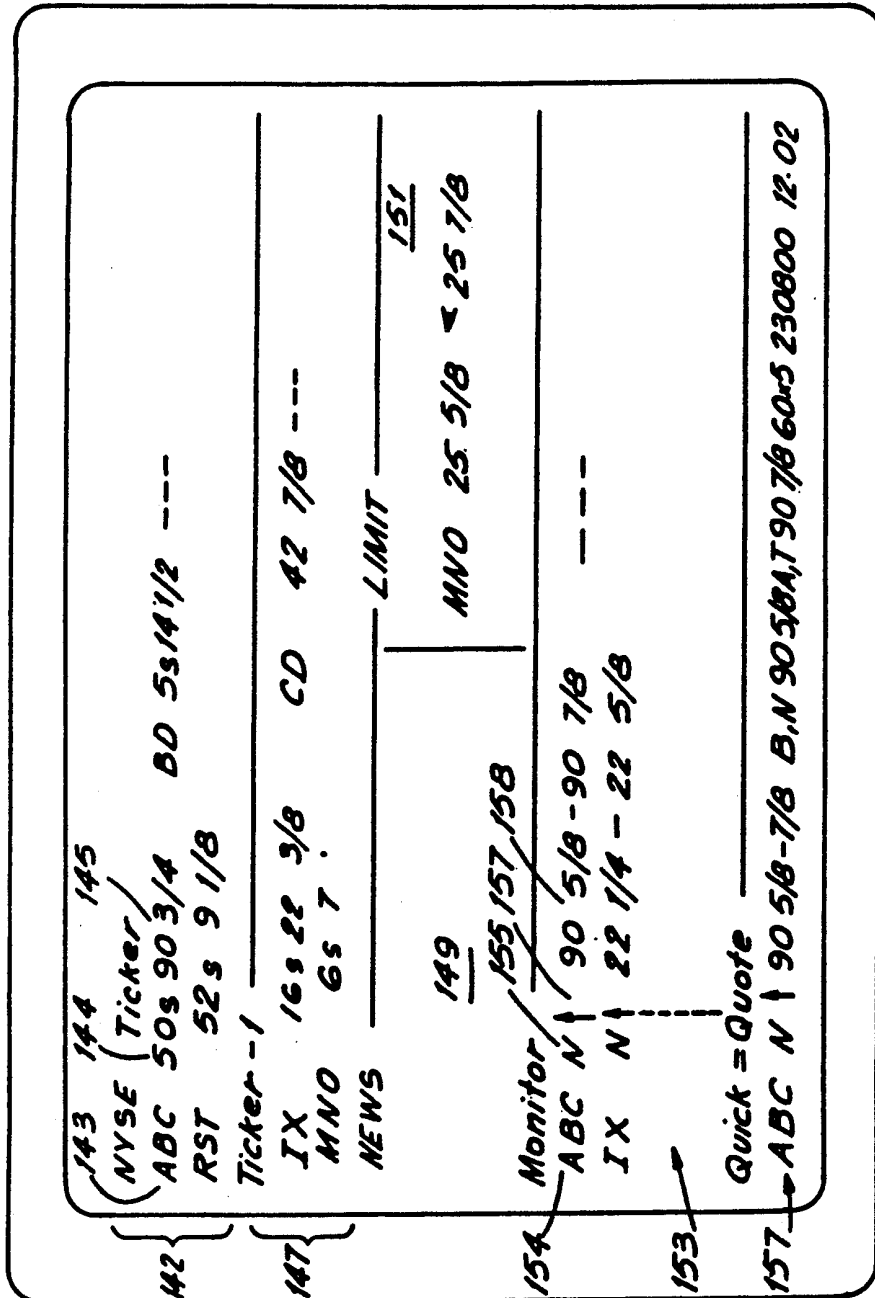 143 144 145
NYSE (Ticker)
142
ABC 50s 90 3/4 BD 5s 14 1/2 ---
RST 52s 9 1/8
Ticker-1
147
IX 16s 22 3/8 CD 42 7/8 ---
MNO 6s 7
NEWS LIMIT
149 151
MNO 25 5/8 < 25 7/8
155 157 158
Monitor
154
ABC N 90 5/8-90 7/8 ---
IX N 22 1/4 - 22 5/8
153
Quick=Quote
157
ABC N 90 5/8-7/8 B,N 90 5/8A,T 90 7/8 60x5 230800 12.02